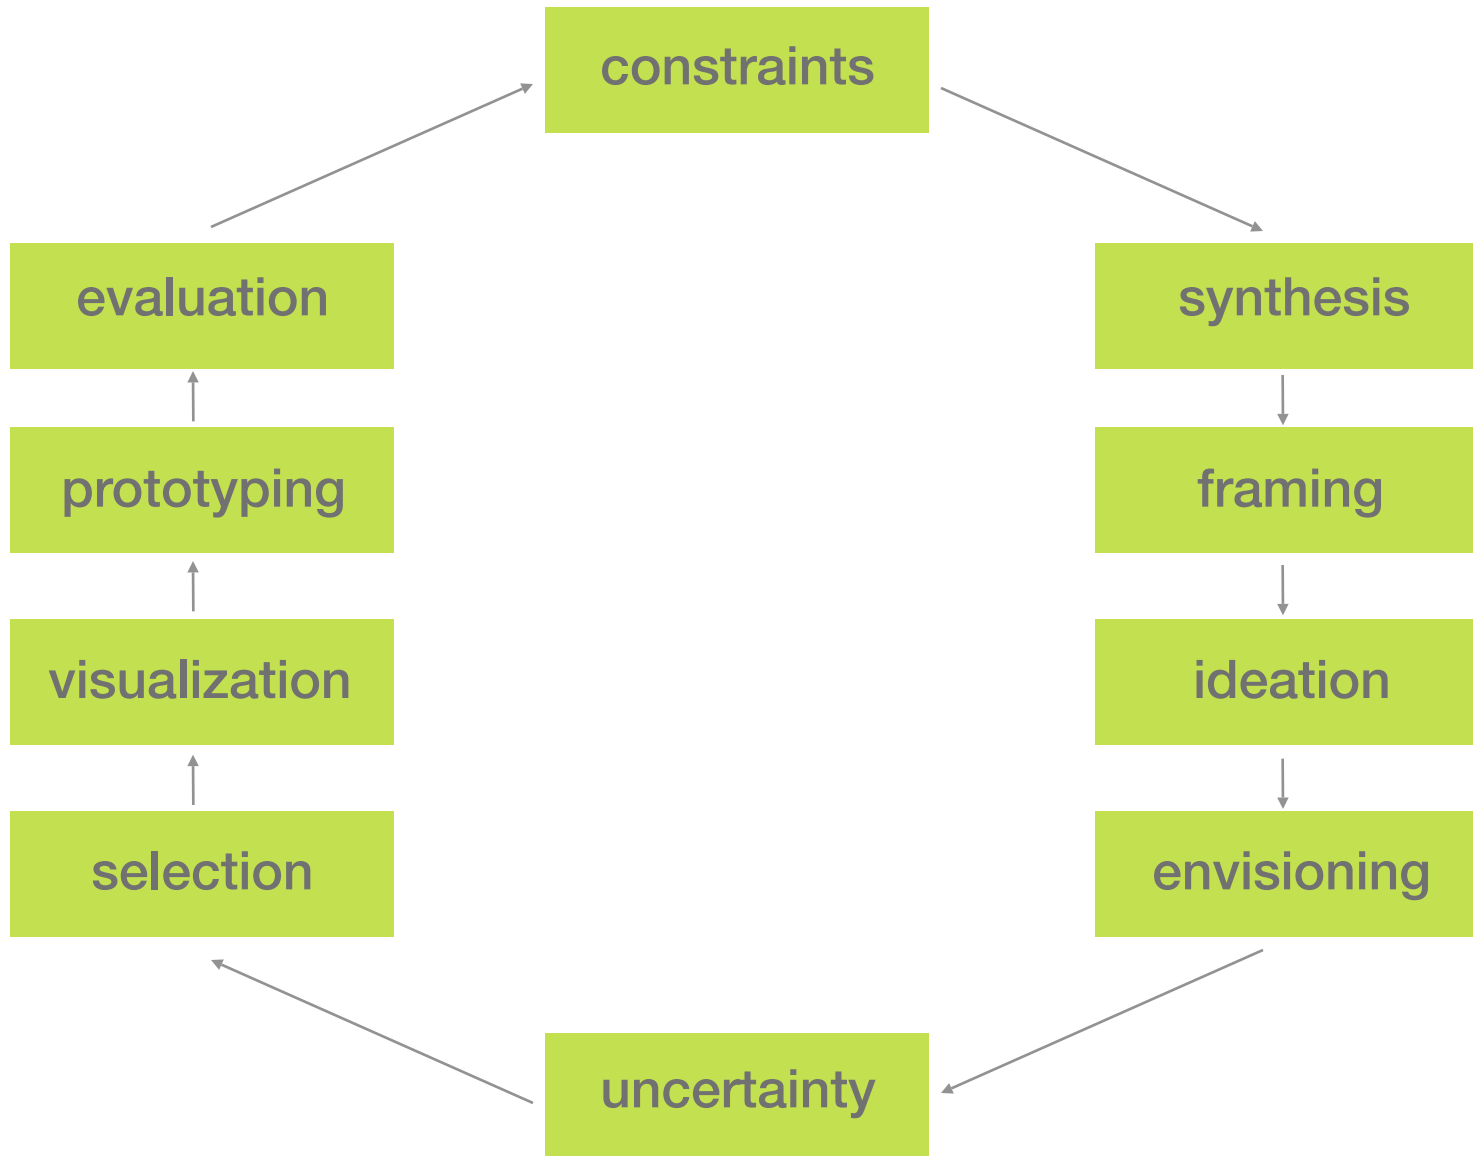 constraints
evaluation
synthesis
prototyping
framing
visualization
ideation
selection
envisioning
uncertainty